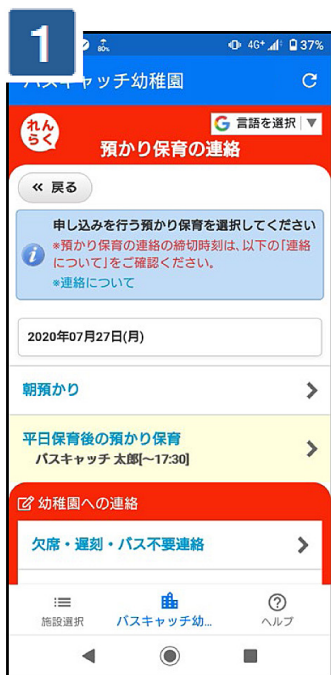 1
80%
4G+ 37%
バスキャッチ幼稚園
れん
らく
G 言語を選択 ▼
預かり保育の連絡
« 戻る
申し込みを行う預かり保育を選択してください
※預かり保育の連絡の締切時刻は、以下の「連絡
について」をご確認ください。
※連絡について
2020年07月27日(月)
朝預かり
平日保育後の預かり保育
バスキャッチ 太郎[~17:30]
幼稚園への連絡
欠席・遅刻・バス不要連絡
施設選択
バスキャッチ幼...
ヘルプ